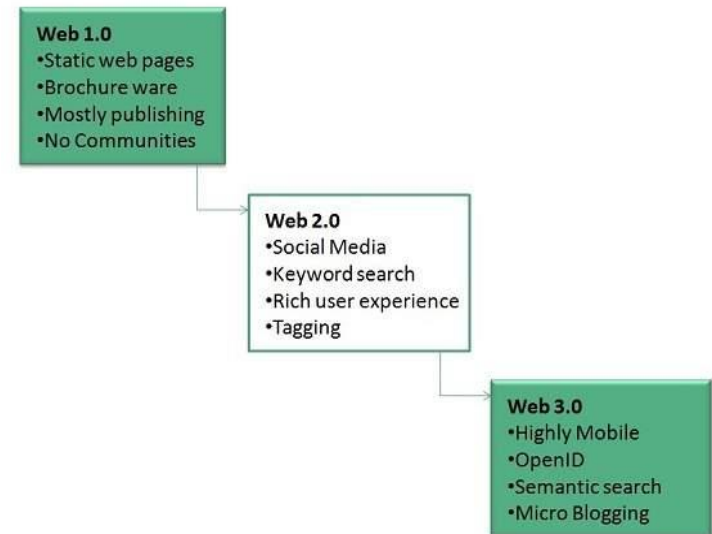 Web 1.0
•Static web pages
•Brochure ware
•Mostly publishing
•No Communities
Web 2.0
•Social Media
•Keyword search
•Rich user experience
•Tagging
Web 3.0
•Highly Mobile
•OpenID
•Semantic search
•Micro Blogging